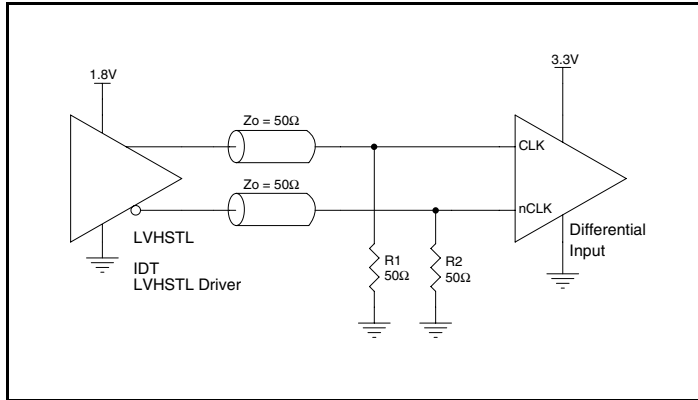 1.8V
3.3V
Zo = 50Ω
CLK
Zo = 50Ω
nCLK
LVHSTL
IDT
LVHSTL Driver
R1
50Ω
R2
50Ω
Differential
Input